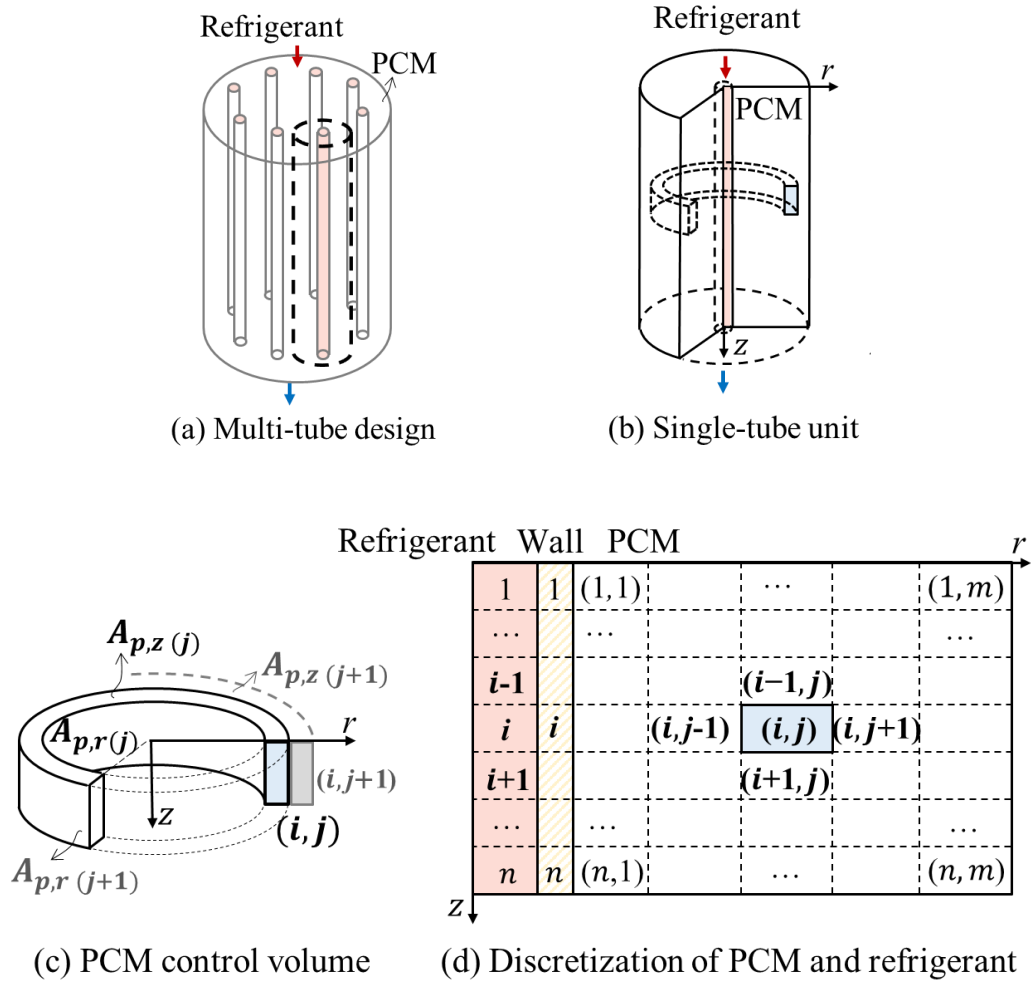 Refrigerant
PCM
(a) Multi-tube design
Refrigerant
r
PCM
z
(b) Single-tube unit
A_{p,z (j)}
A_{p,z (j+1)}
A_{p,r(j)}
r
(i,j+1)
z
(i,j)
A_{p,r (j+1)}
(c) PCM control volume
Refrigerant Wall PCM r
1 1 (1,1) ... (1,m)
... ... ...
i-1 (i−1,j)
i i (i,j-1) (i,j) (i,j+1)
i+1 (i+1,j)
... ... ...
n n (n,1) ... (n,m)
z
(d) Discretization of PCM and refrigerant